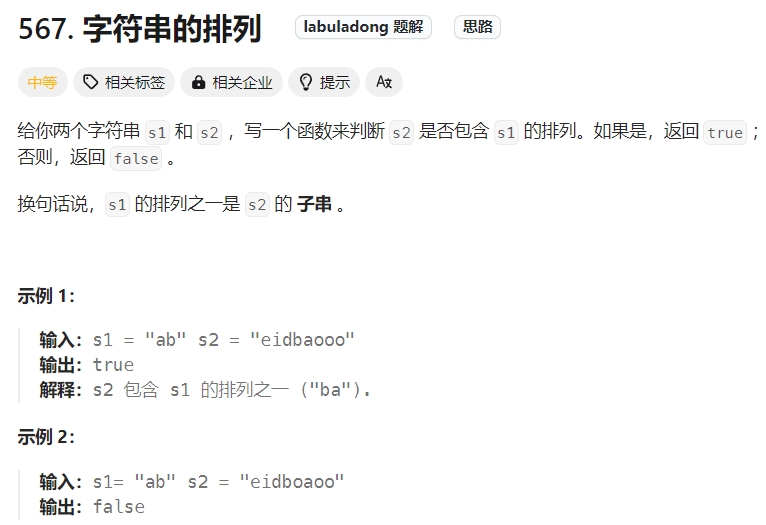 567. 字符串的排列 labuladong 题解 思路
中等 相关标签 相关企业 提示 A文
给你两个字符串 s1 和 s2 ，写一个函数来判断 s2 是否包含 s1 的排列。如果是，返回 true ；
否则，返回 false 。
换句话说，s1 的排列之一是 s2 的 子串 。
示例 1：
输入：s1 = "ab" s2 = "eidbaooo"
输出：true
解释：s2 包含 s1 的排列之一 ("ba").
示例 2：
输入：s1= "ab" s2 = "eidboaoo"
输出：false